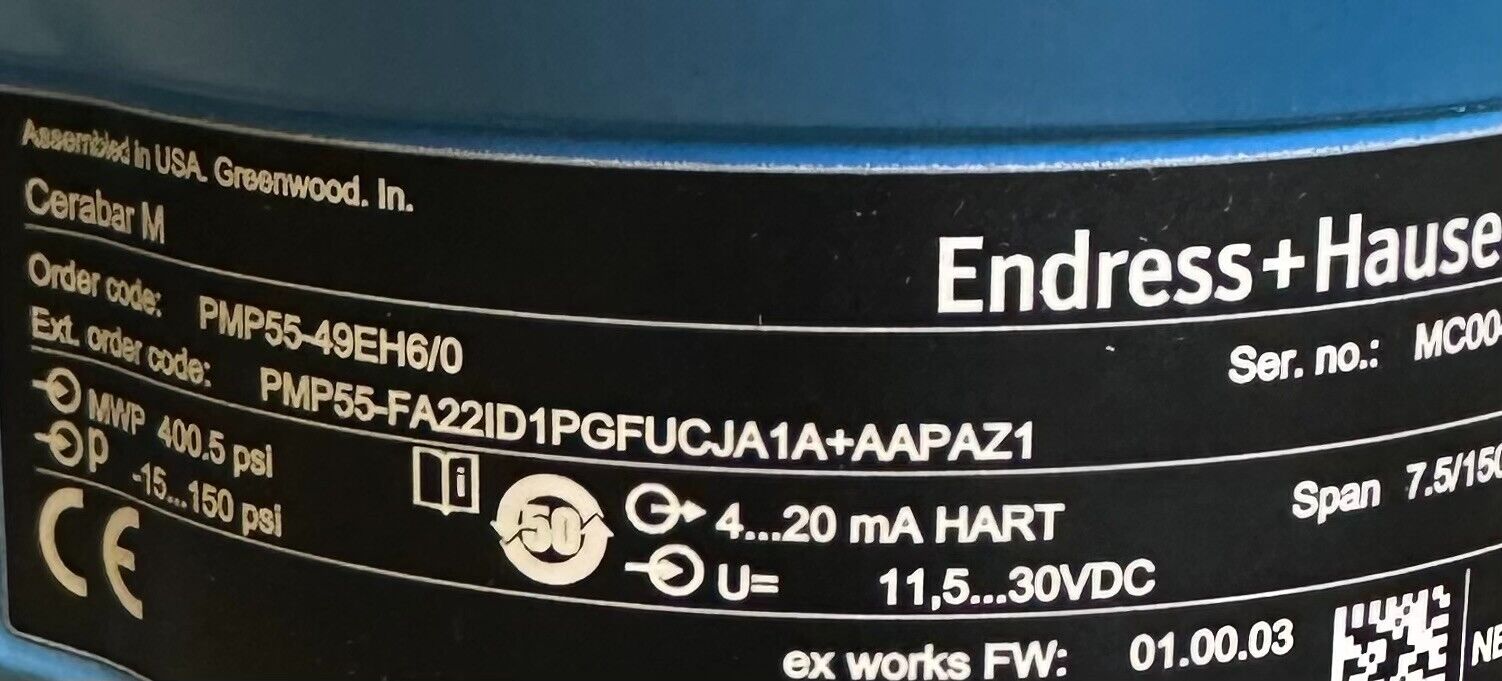 Assembled in USA. Greenwood. In.
Cerabar M
Endress+Hause
Order code: PMP55-49EH6/0
Ser. no.: MC00
Ext. order code: PMP55-FA22ID1PGFUCJA1A+AAPAZ1
MWP 400.5 psi
p -15...150 psi
Span 7.5/150
i
50
4...20 mA HART
U= 11,5...30VDC
CE
ex works FW: 01.00.03
NE